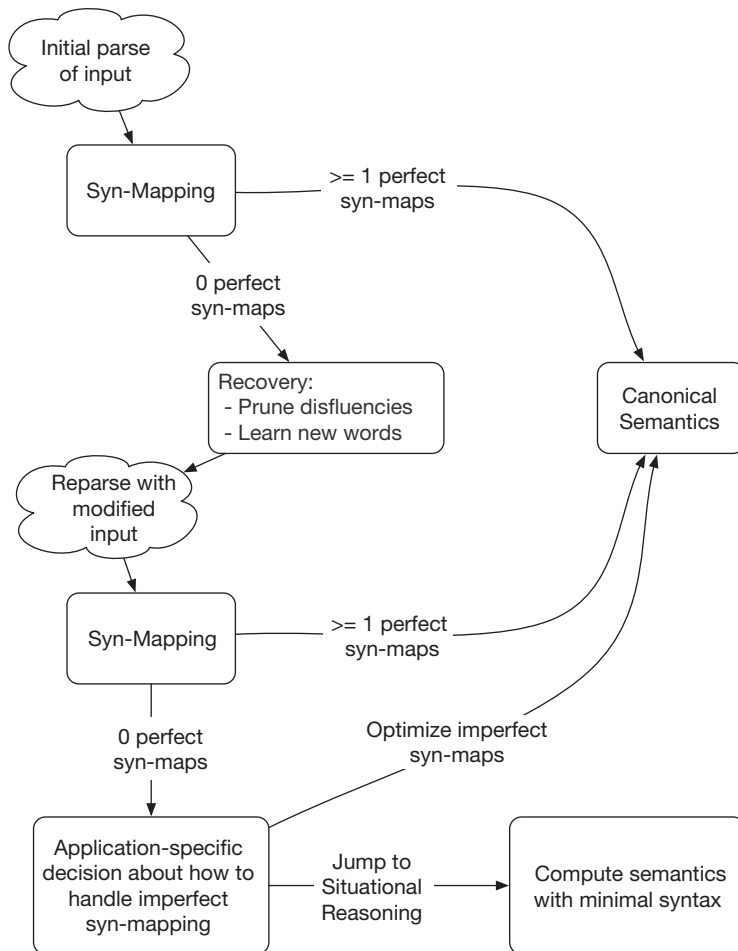 Initial parse
of input
Syn-Mapping
>= 1 perfect
syn-maps
0 perfect
syn-maps
Recovery:
- Prune disfluencies
- Learn new words
Canonical
Semantics
Reparse with
modified
input
Syn-Mapping
>= 1 perfect
syn-maps
0 perfect
syn-maps
Optimize imperfect
syn-maps
Application-specific
decision about how to
handle imperfect
syn-mapping
Jump to
Situational
Reasoning
Compute semantics
with minimal syntax